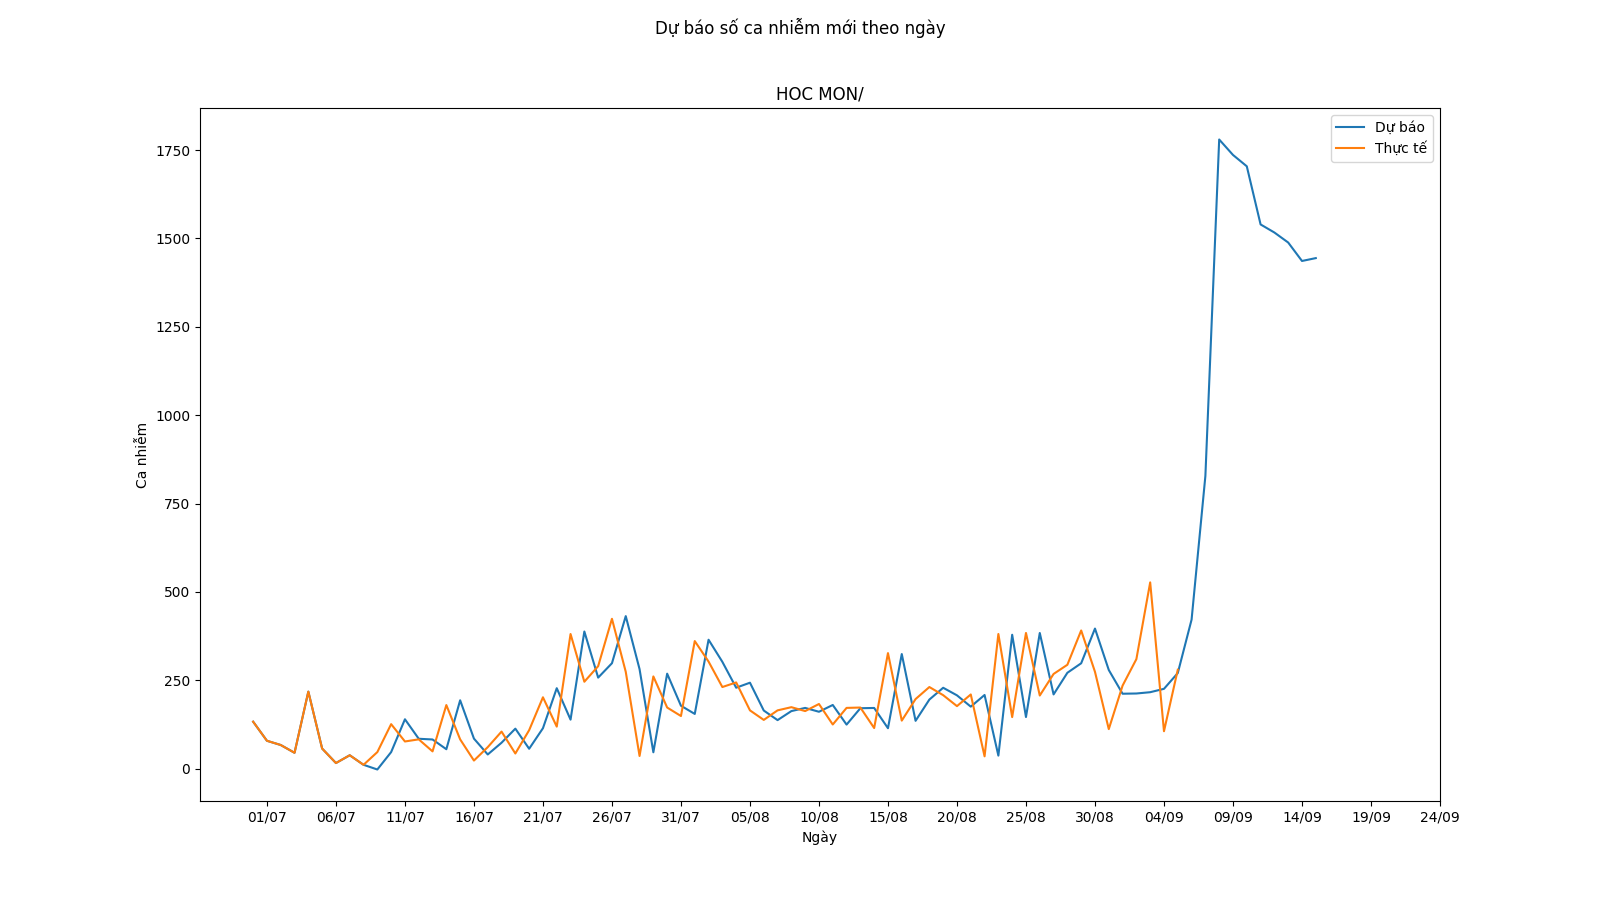 Dự báo số ca nhiễm mới theo ngày
HOC MON/
Dự báo
Thực tế
1750
1500
1250
1000
750
500
250
0
Ca nhiễm
01/07 06/07 11/07 16/07 21/07 26/07 31/07 05/08 10/08 15/08 20/08 25/08 30/08 04/09 09/09 14/09 19/09 24/09
Ngày